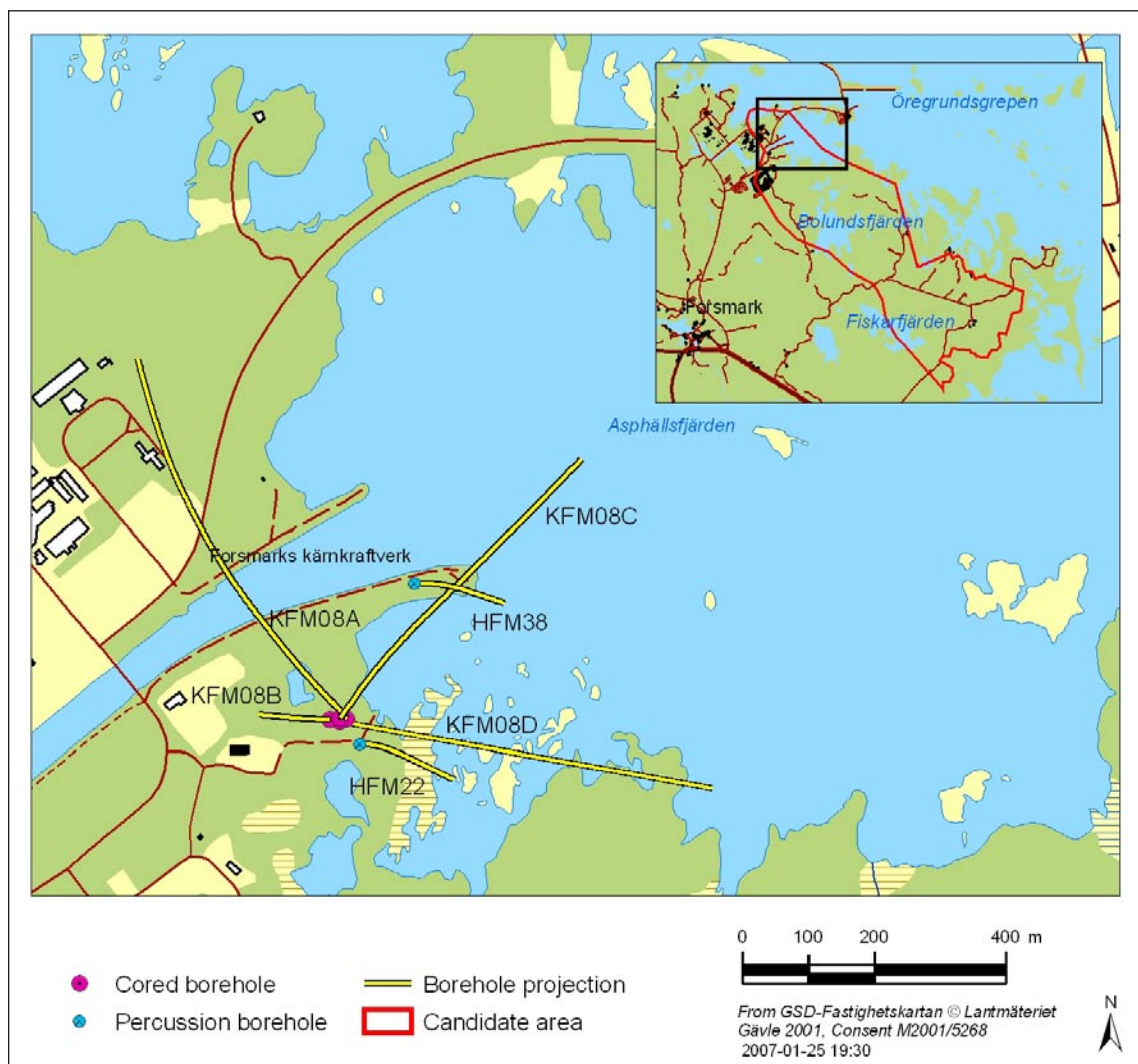 Öregrundsgrepen
Bolundsfjärden
Forsmark
Fiskarfjärden
Asphällsfjärden
KFM08C
Forsmarks kärnkraftverk
KFM08A
HFM38
KFM08B
KFM08D
HFM22
0 100 200 400 m
Cored borehole
Borehole projection
Percussion borehole
Candidate area
From GSD-Fastighetskartan © Lantmäteriet
Gävle 2001, Consent M2001/5268
2007-01-25 19:30
N